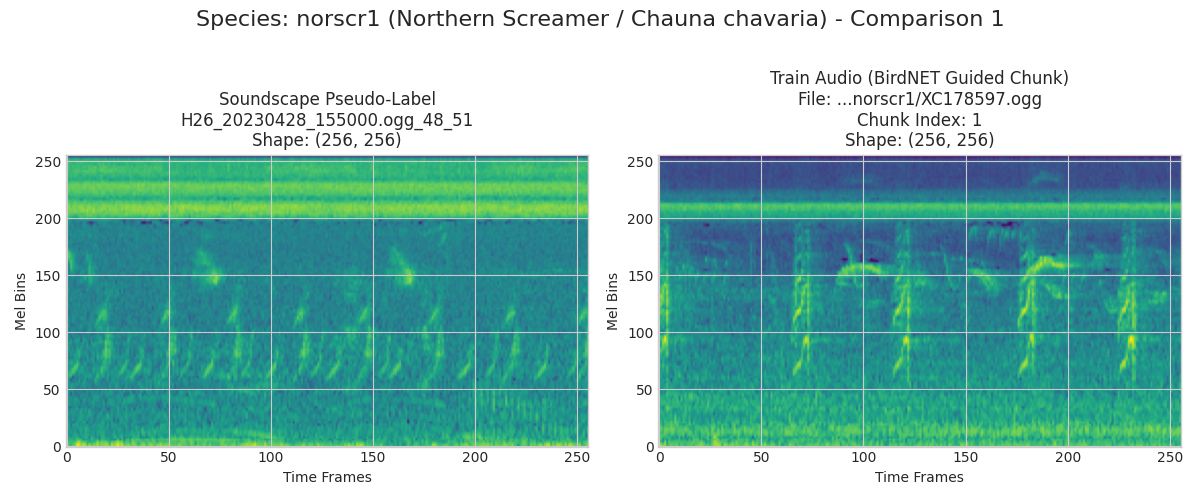 Species: norscr1 (Northern Screamer / Chauna chavaria) - Comparison 1
Soundscape Pseudo-Label
H26_20230428_155000.ogg_48_51
Shape: (256, 256)
Mel Bins
250
200
150
100
50
0
0 50 100 150 200 250
Time Frames
Train Audio (BirdNET Guided Chunk)
File: ...norscr1/XC178597.ogg
Chunk Index: 1
Shape: (256, 256)
Mel Bins
250
200
150
100
50
0
0 50 100 150 200 250
Time Frames